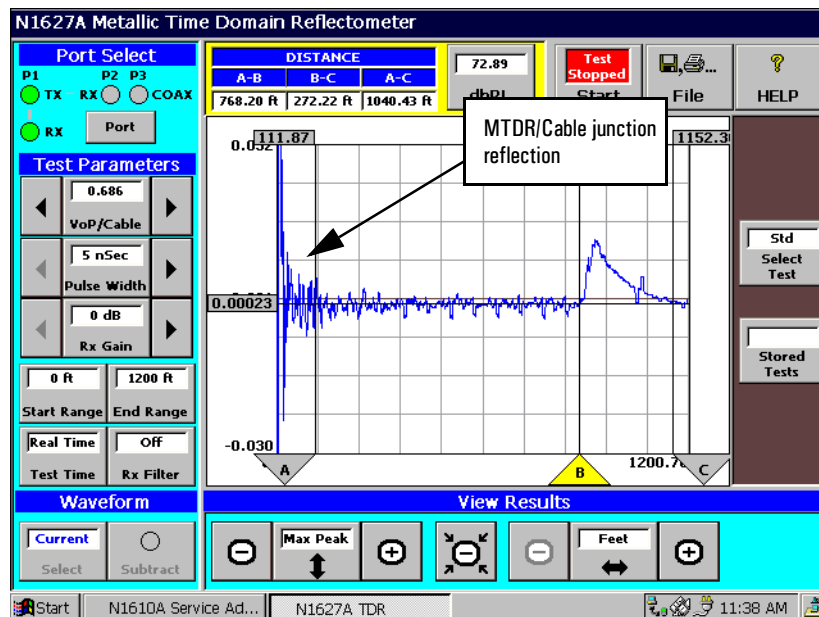 N1627A Metallic Time Domain Reflectometer
Port Select
P1 P2 P3
TX RX COAX
RX
Port
DISTANCE
A-B B-C A-C
768.20 ft 272.22 ft 1040.43 ft
72.89
dbRL
Test
Stopped
Start
File
HELP
Test Parameters
0.686
VoP/Cable
5 nSec
Pulse Width
0 dB
Rx Gain
0 ft
Start Range
1200 ft
End Range
Real Time
Test Time
Off
Rx Filter
0.032
111.87
MTDR/Cable junction
reflection
0.00023
-0.030
A
B
C
Std
Select
Test
Stored
Tests
Waveform
Current
Select
Subtract
View Results
Max Peak
Feet
Start
N1610A Serv ice Ad...
N1627A TDR
11:38 AM